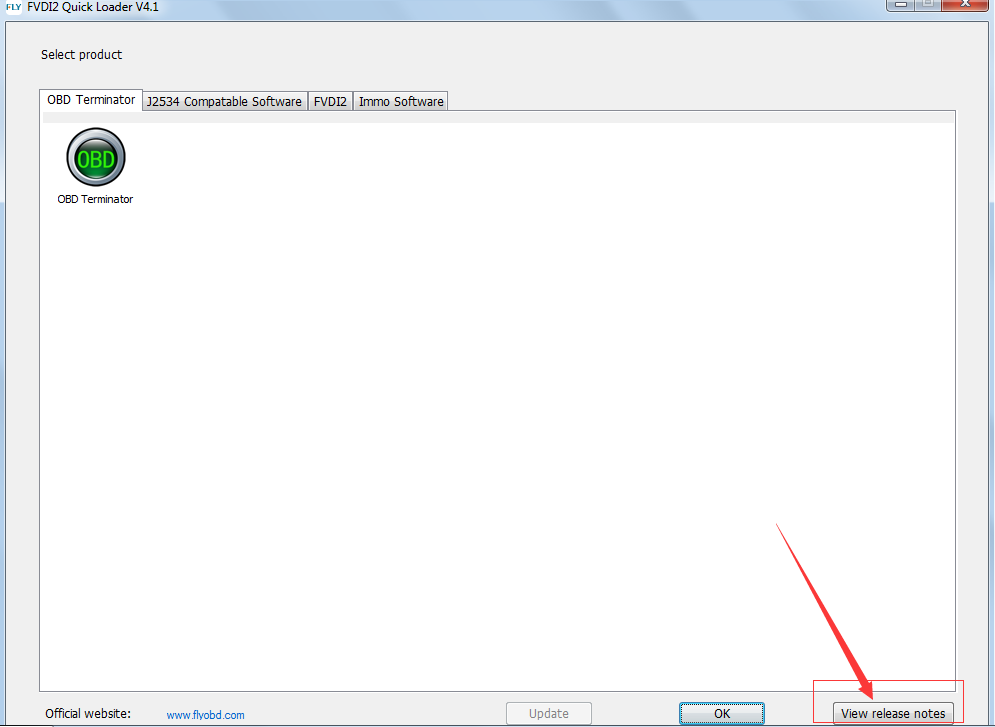 FLY FVDI2 Quick Loader V4.1
Select product
OBD Terminator J2534 Compatable Software FVDI2 Immo Software
OBD
OBD Terminator
Official website: www.flyobd.com Update OK View release notes